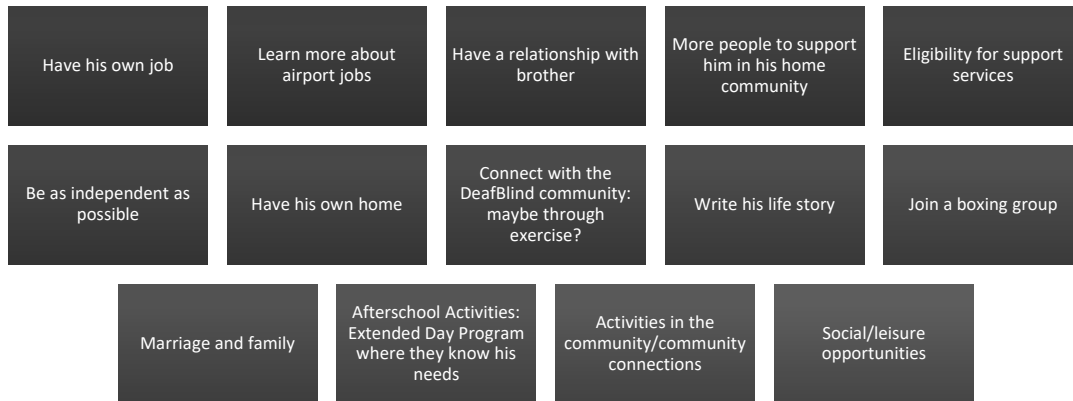 Have his own job
Learn more about
airport jobs
Have a relationship with
brother
More people to support
him in his home
community
Eligibility for support
services
Be as independent as
possible
Have his own home
Connect with the
DeafBlind community:
maybe through
exercise?
Write his life story
Join a boxing group
Marriage and family
Afterschool Activities:
Extended Day Program
where they know his
needs
Activities in the
community/community
connections
Social/leisure
opportunities